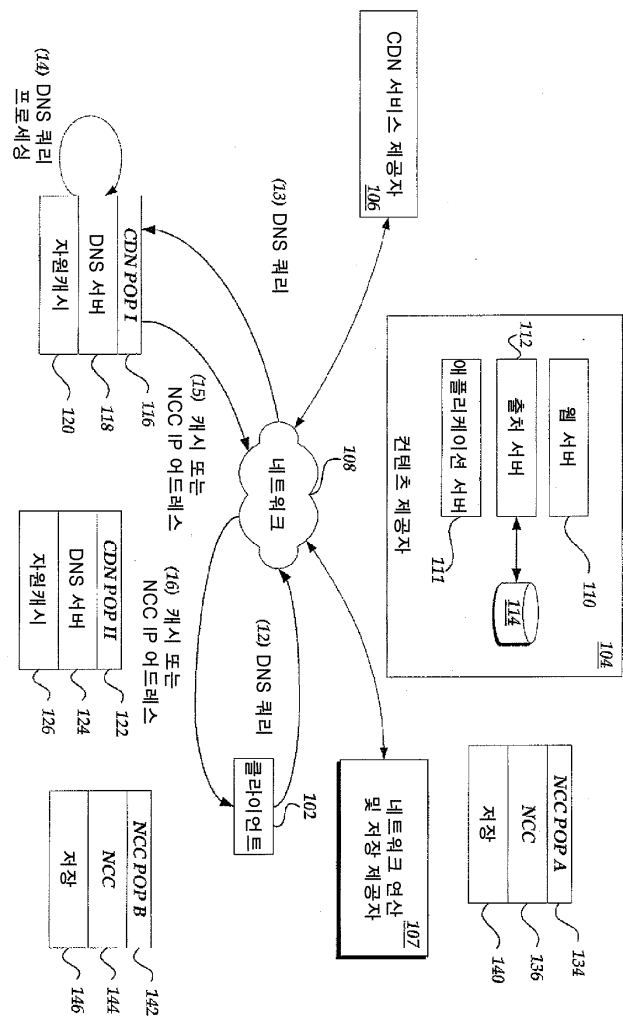 104
웹 서버
110
112
출처 서버
114
애플리케이션 서버
111
컨텐츠 제공자
NCC POP A
134
NCC
136
저장
140
CDN 서비스 제공자
106
네트워크 연산
및 저장 제공자
107
108
네트워크
(13) DNS 쿼리
(12) DNS 쿼리
102
클라이언트
(14) DNS 쿼리
프로세싱
CDN POP I
116
DNS 서버
118
자원캐시
120
(15) 캐시 또는
NCC IP 어드레스
(16) 캐시 또는
NCC IP 어드레스
CDN POP II
122
DNS 서버
124
자원캐시
126
NCC POP B
142
NCC
144
저장
146